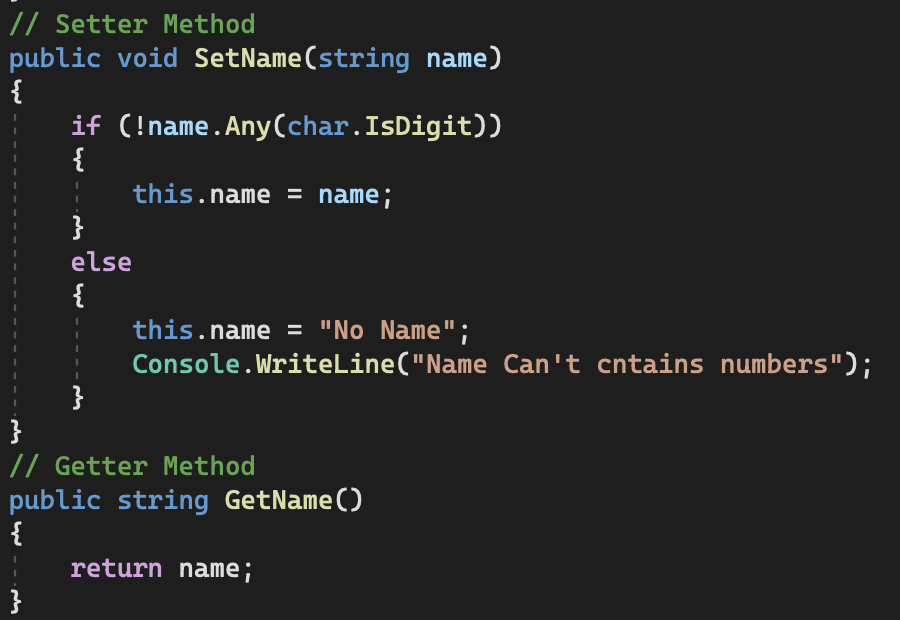 // Setter Method
public void SetName(string name)
{
    if (!name.Any(char.IsDigit))
    {
        this.name = name;
    }
    else
    {
        this.name = "No Name";
        Console.WriteLine("Name Can't cntains numbers");
    }
}
// Getter Method
public string GetName()
{
    return name;
}